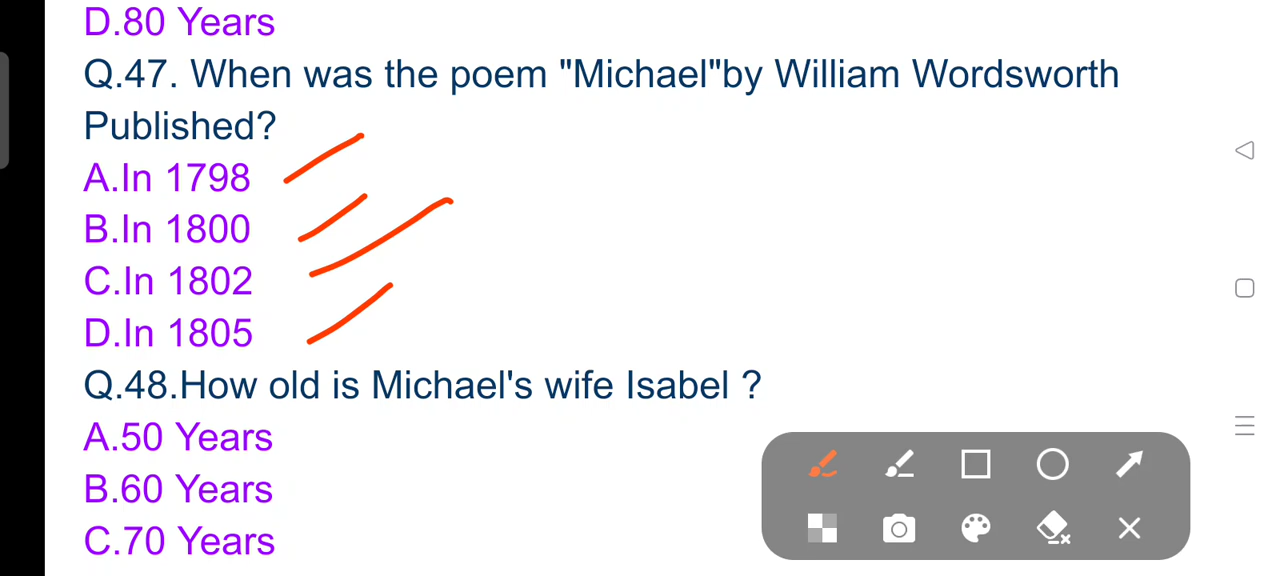 D.80 Years
Q.47. When was the poem "Michael"by William Wordsworth
Published?
A.In 1798
B.In 1800
C.In 1802
D.In 1805
Q.48.How old is Michael's wife Isabel ?
A.50 Years
B.60 Years
C.70 Years